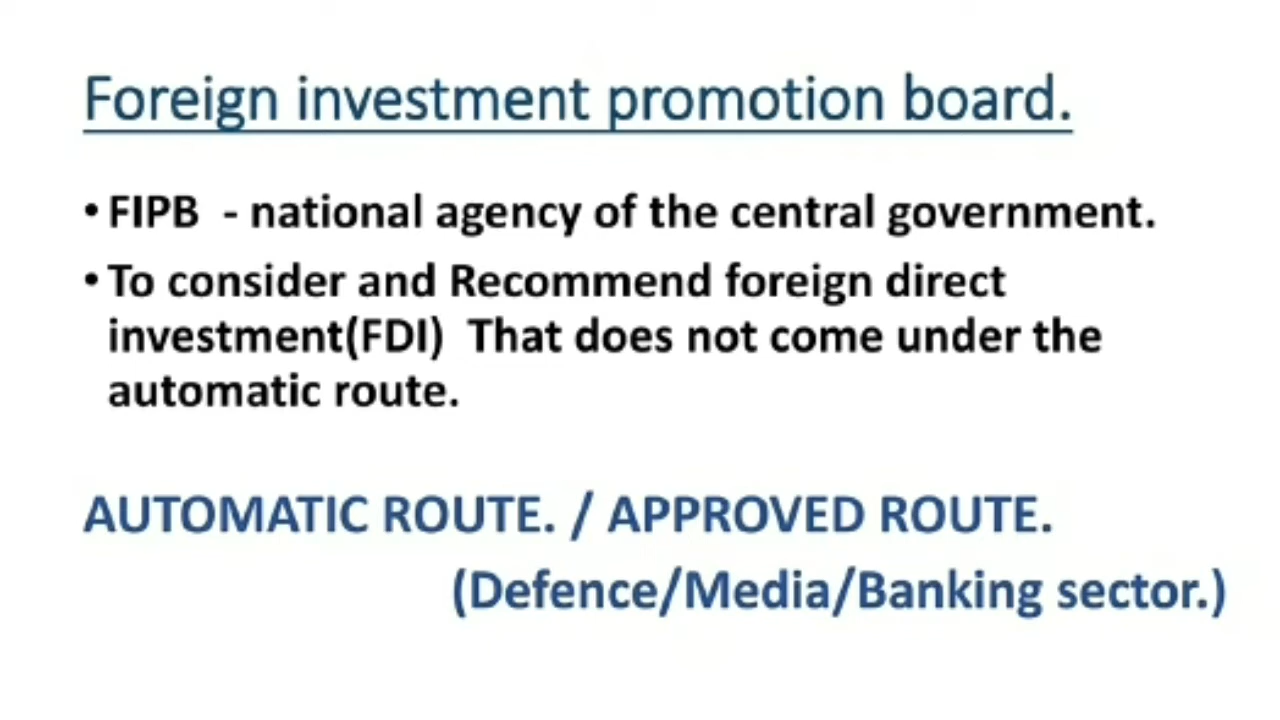 Foreign investment promotion board.
• FIPB - national agency of the central government.
• To consider and Recommend foreign direct
investment(FDI) That does not come under the
automatic route.
AUTOMATIC ROUTE. / APPROVED ROUTE.
(Defence/Media/Banking sector.)